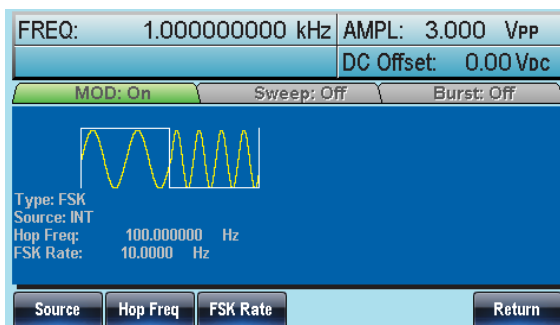 FREQ: 1.000000000 kHz AMPL: 3.000 VPP
DC Offset: 0.00 VDC
MOD: On Sweep: Off Burst: Off
Type: FSK
Source: INT
Hop Freq: 100.000000 Hz
FSK Rate: 10.0000 Hz
Source Hop Freq FSK Rate Return